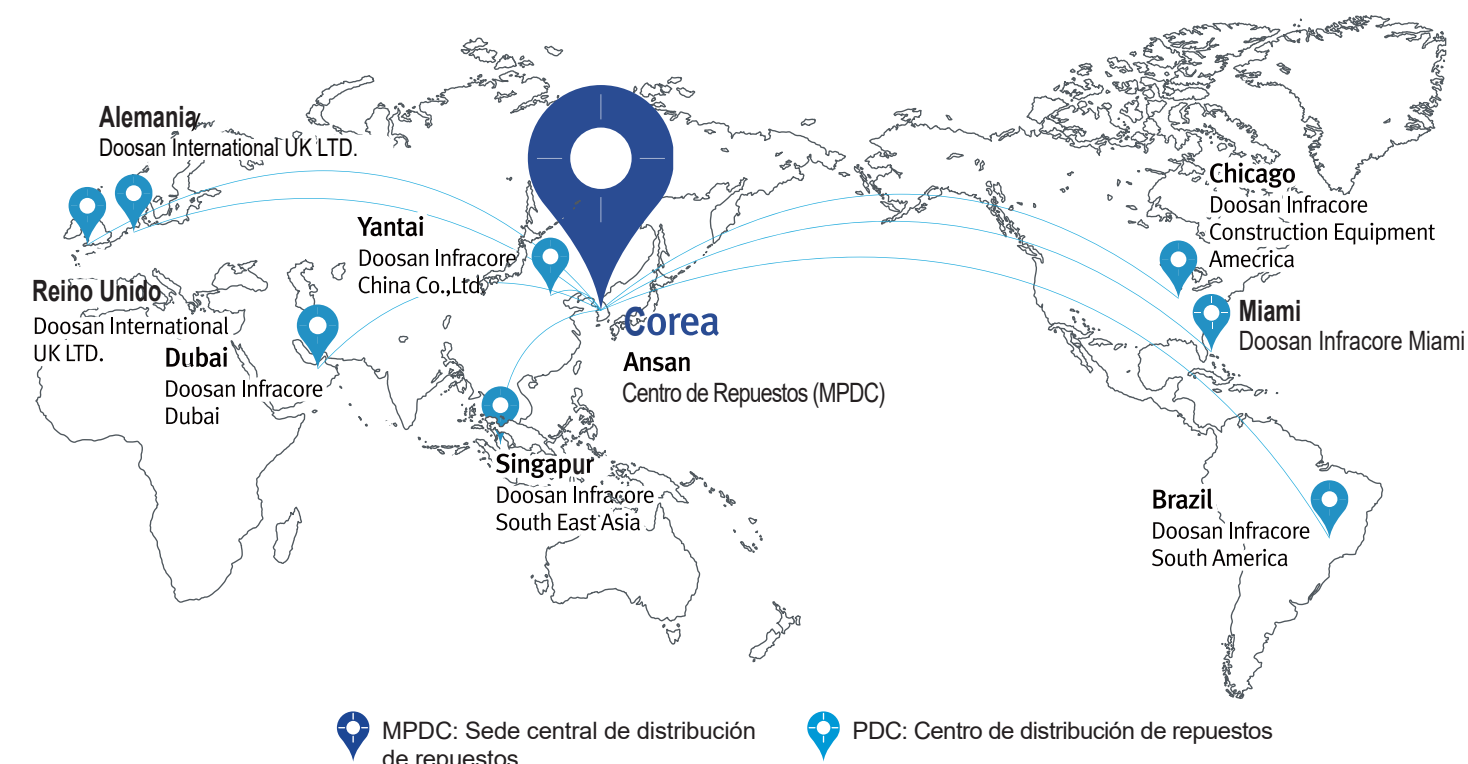 Alemania
Doosan International UK LTD.
Reino Unido
Doosan International
UK LTD.
Dubai
Doosan Infracore
Dubai
Yantai
Doosan Infracore
China Co.,Ltd.
Corea
Ansan
Centro de Repuestos (MPDC)
Singapur
Doosan Infracore
South East Asia
Chicago
Doosan Infracore
Construction Equipment
Amecrica
Miami
Doosan Infracore Miami
Brazil
Doosan Infracore
South America
MPDC: Sede central de distribución
de repuestos
PDC: Centro de distribución de repuestos